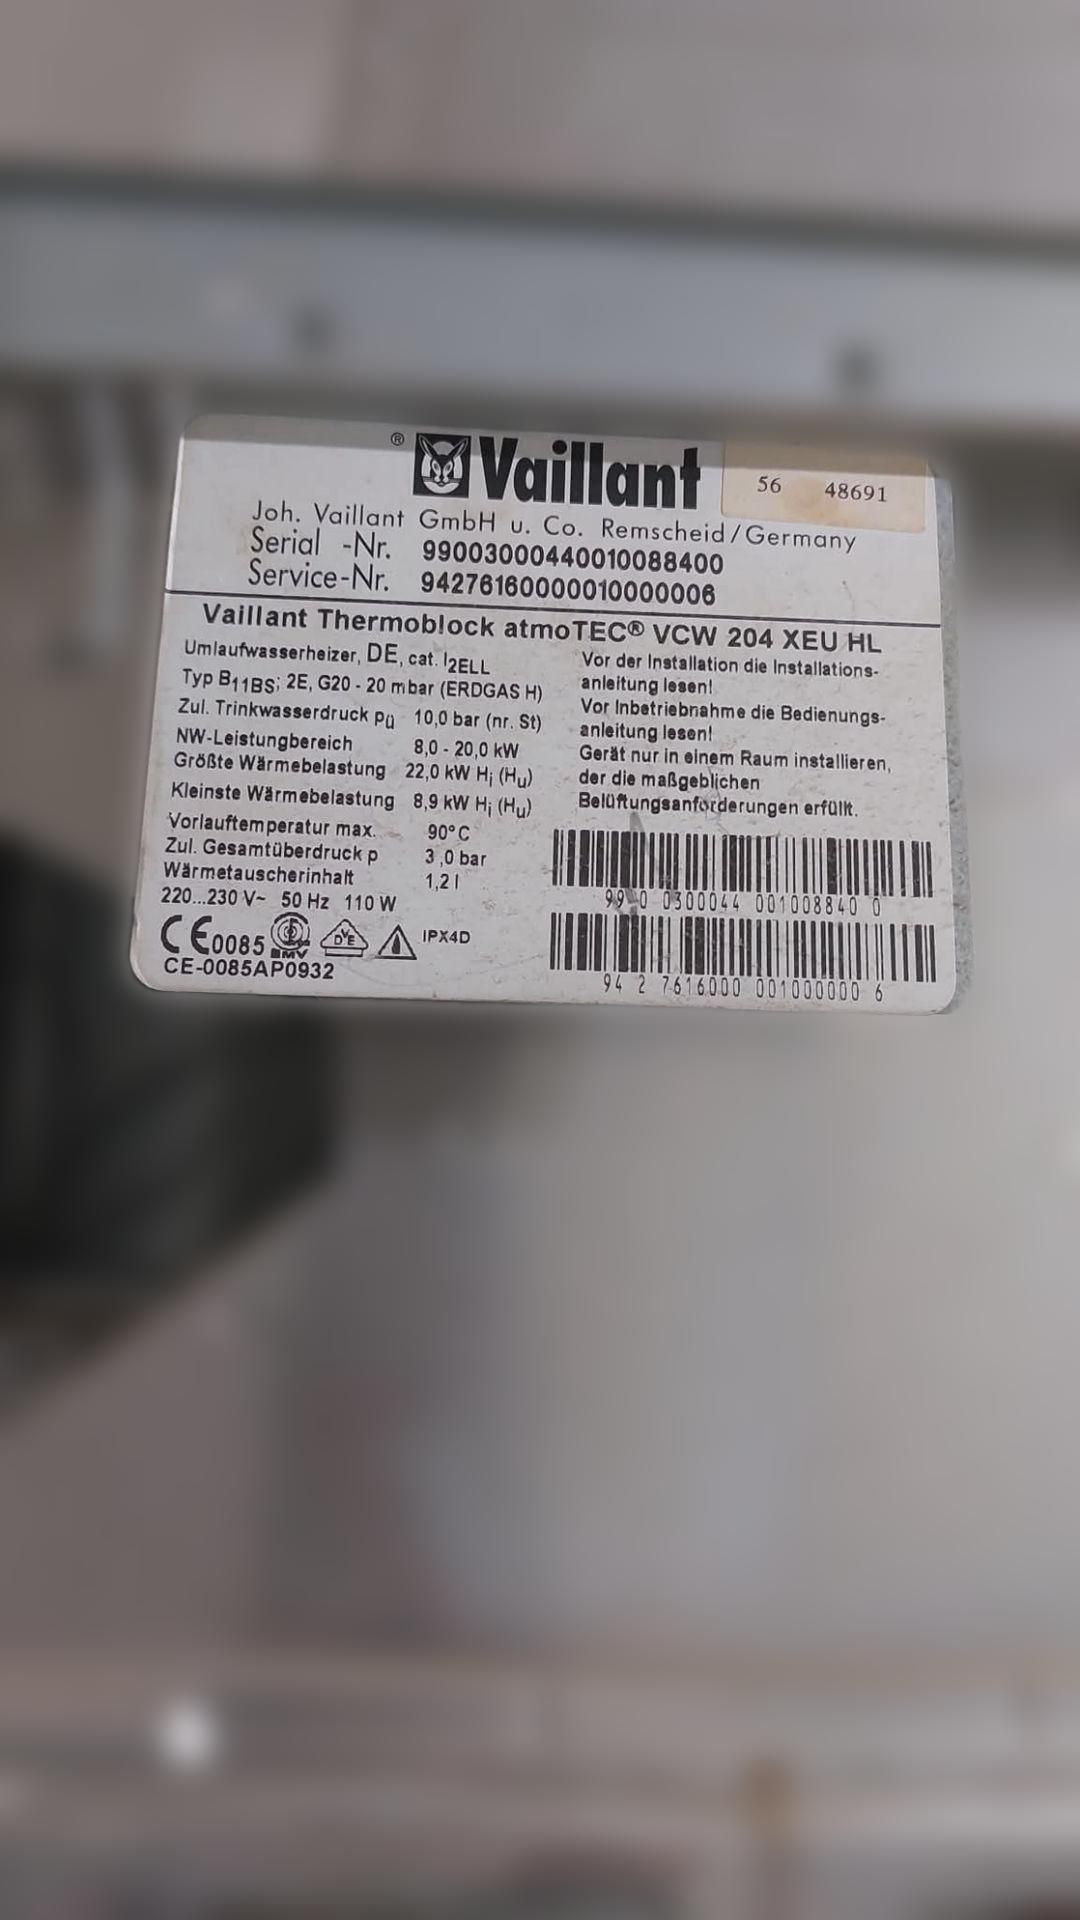 ® Vaillant
56 48691
Joh. Vaillant GmbH u. Co. Remscheid/Germany
Serial -Nr. 99003000440010088400
Service-Nr. 94276160000010000006
Vaillant Thermoblock atmoTEC® VCW 204 XEU HL
Umlaufwasserheizer, DE, cat. I2ELL
Typ B11BS; 2E, G20 - 20 mbar (ERDGAS H)
Zul. Trinkwasserdruck pü 10,0 bar (nr. St)
NW-Leistungbereich 8,0 - 20,0 kW
Größte Wärmebelastung 22,0 kW Hi (Hu)
Kleinste Wärmebelastung 8,9 kW Hi (Hu)
Vorlauftemperatur max. 90°C
Zul. Gesamtüberdruck p 3,0 bar
Wärmetauscherinhalt 1,2 l
220...230 V~ 50 Hz 110 W
CE0085 BMV DVE IPX4D
CE-0085AP0932
Vor der Installation die Installations-
anleitung lesen!
Vor Inbetriebnahme die Bedienungs-
anleitung lesen!
Gerät nur in einem Raum installieren,
der die maßgeblichen
Belüftungsanforderungen erfüllt.
99 0 0300044 001008840 0
94 2 7616000 001000000 6